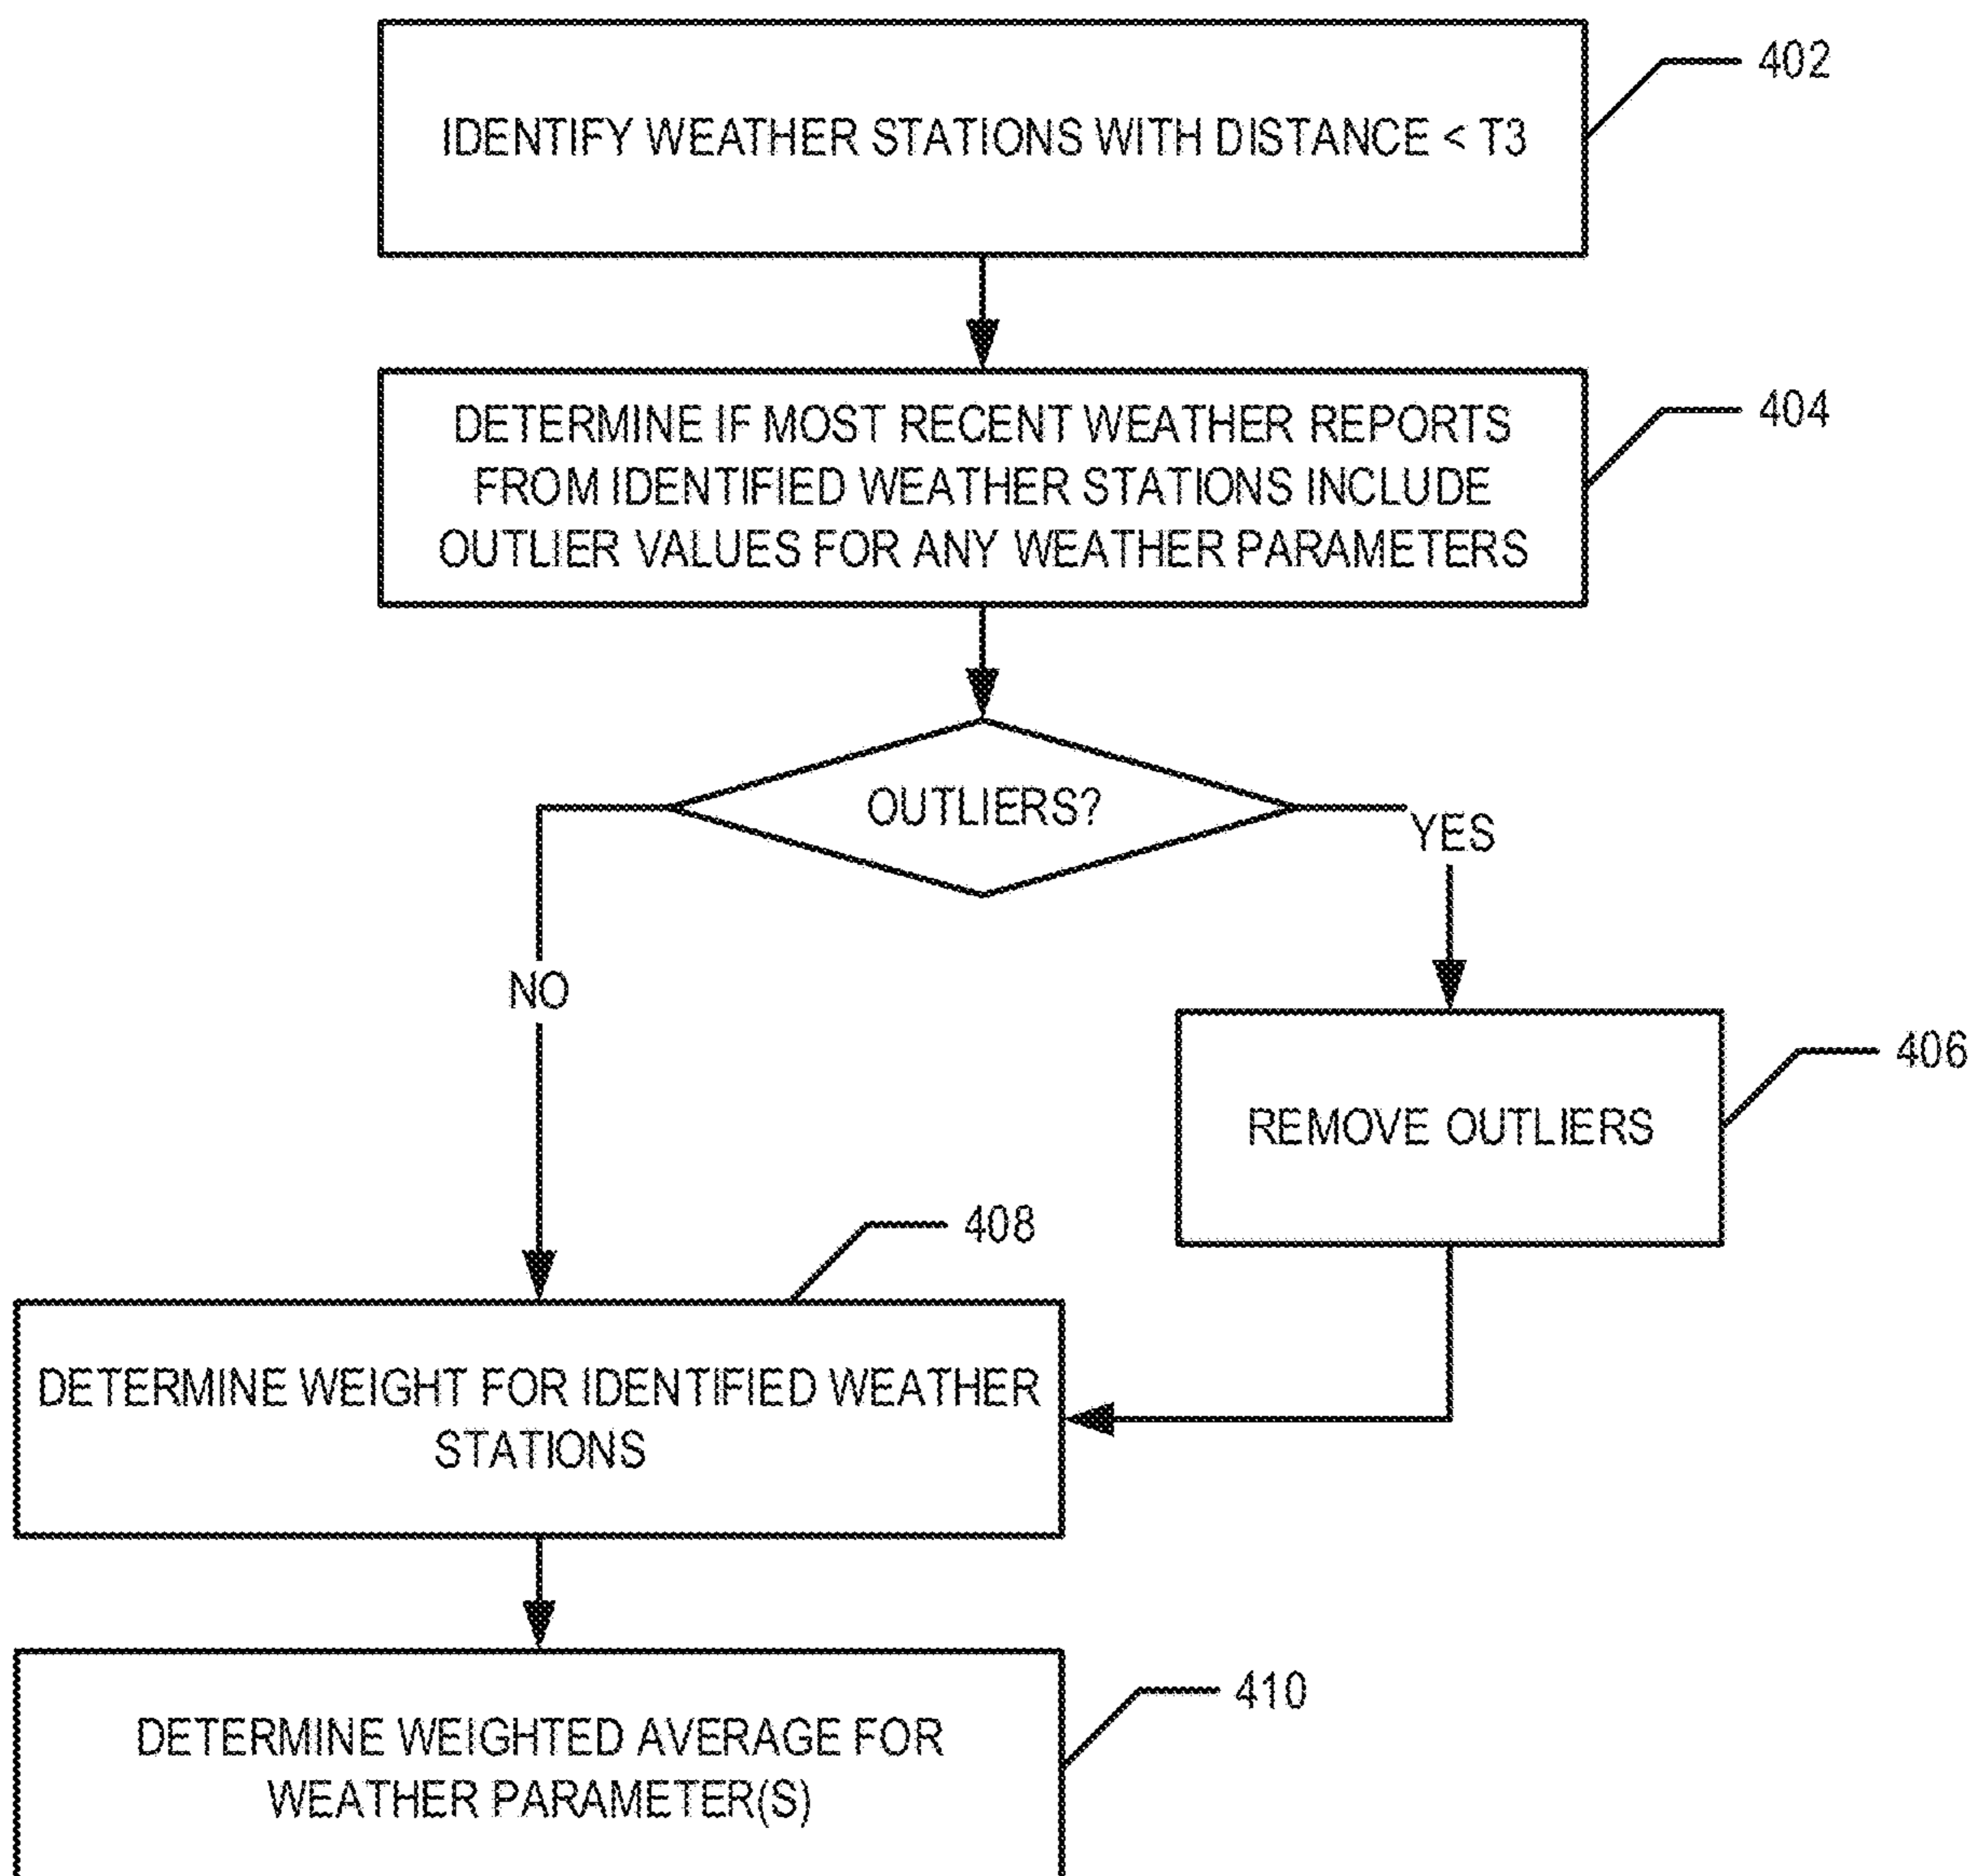 402
IDENTIFY WEATHER STATIONS WITH DISTANCE < T3
404
DETERMINE IF MOST RECENT WEATHER REPORTS
FROM IDENTIFIED WEATHER STATIONS INCLUDE
OUTLIER VALUES FOR ANY WEATHER PARAMETERS
OUTLIERS?
YES
NO
406
REMOVE OUTLIERS
408
DETERMINE WEIGHT FOR IDENTIFIED WEATHER
STATIONS
410
DETERMINE WEIGHTED AVERAGE FOR
WEATHER PARAMETER(S)